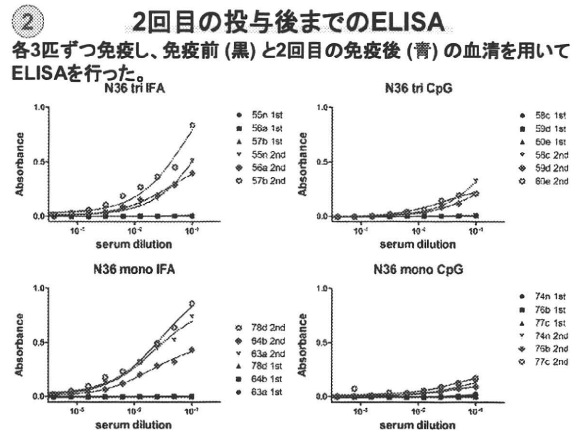 2
2回目の投与後までのELISA
各3匹ずつ免疫し、免疫前 (黒) と2回目の免疫後 (青) の血清を用いて
ELISAを行った。
N36 tri IFA
Absorbance
1.0
0.5
0.0
serum dilution
55n 1st
56a 1st
57b 1st
55n 2nd
56a 2nd
57b 2nd
N36 tri CpG
Absorbance
1.0
0.5
0.0
serum dilution
58c 1st
59d 1st
60e 1st
58c 2nd
59d 2nd
60e 2nd
N36 mono IFA
Absorbance
1.0
0.5
0.0
serum dilution
78d 2nd
64b 2nd
63a 2nd
78d 1st
64b 1st
63a 1st
N36 mono CpG
Absorbance
1.0
0.5
0.0
serum dilution
74n 1st
76b 1st
77c 1st
74n 2nd
76b 2nd
77c 2nd